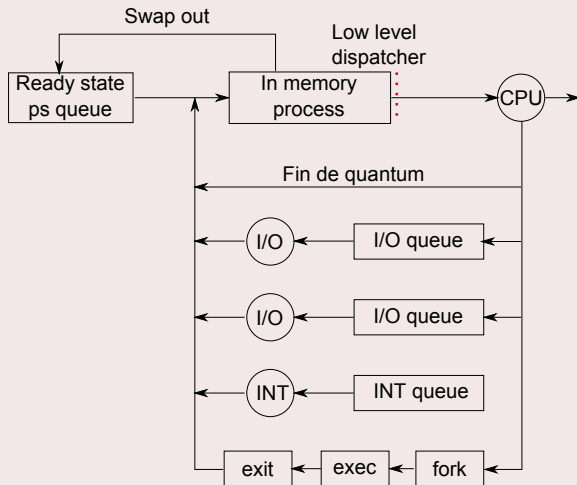 Swap out
Low level
dispatcher
Ready state
ps queue
In memory
process
CPU
Fin de quantum
I/O
I/O queue
I/O
I/O queue
INT
INT queue
exit
exec
fork